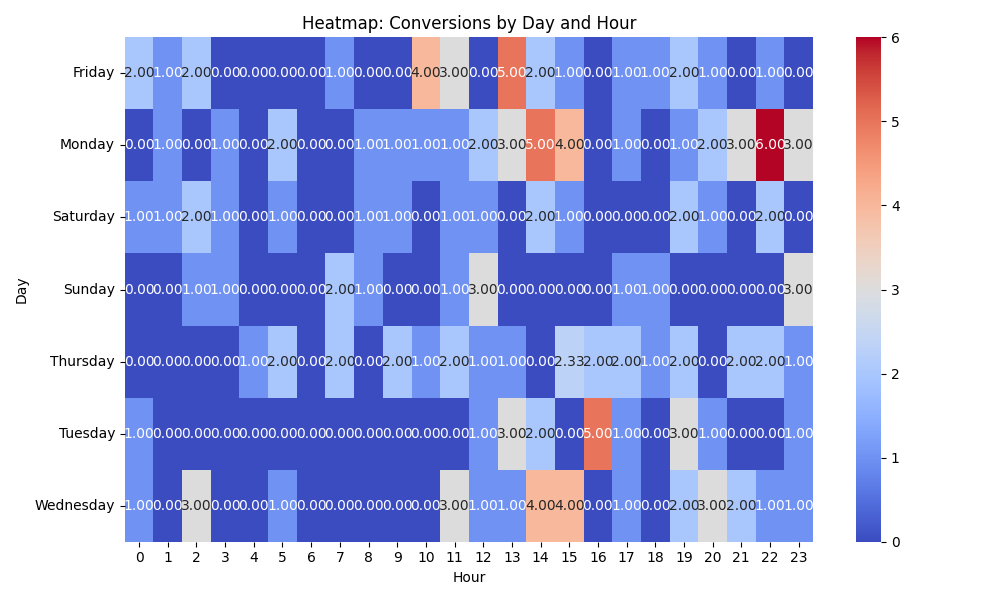 Heatmap: Conversions by Day and Hour
Friday 2.00 1.00 2.00 0.00 0.00 0.00 0.00 1.00 0.00 0.00 4.00 3.00 0.00 5.00 2.00 1.00 0.00 1.00 1.00 2.00 1.00 0.00 1.00 0.00
Monday 0.00 1.00 0.00 1.00 0.00 2.00 0.00 0.00 1.00 1.00 1.00 1.00 2.00 3.00 5.00 4.00 0.00 1.00 0.00 1.00 2.00 3.00 6.00 3.00
Saturday 1.00 1.00 2.00 1.00 0.00 1.00 0.00 0.00 1.00 1.00 0.00 1.00 1.00 0.00 2.00 1.00 0.00 0.00 0.00 2.00 1.00 0.00 2.00 0.00
Sunday 0.00 0.00 1.00 1.00 0.00 0.00 0.00 2.00 1.00 0.00 0.00 1.00 3.00 0.00 0.00 0.00 0.00 1.00 1.00 0.00 0.00 0.00 0.00 3.00
Thursday 0.00 0.00 0.00 0.00 1.00 2.00 0.00 2.00 0.00 2.00 1.00 2.00 1.00 1.00 0.00 2.33 2.00 2.00 1.00 2.00 0.00 2.00 2.00 1.00
Tuesday 1.00 0.00 0.00 0.00 0.00 0.00 0.00 0.00 0.00 0.00 0.00 0.00 1.00 3.00 2.00 0.00 5.00 1.00 0.00 3.00 1.00 0.00 0.00 1.00
Wednesday 1.00 0.00 3.00 0.00 0.00 1.00 0.00 0.00 0.00 0.00 0.00 3.00 1.00 1.00 4.00 4.00 0.00 1.00 0.00 2.00 3.00 2.00 1.00 1.00
0 1 2 3 4 5 6 7 8 9 10 11 12 13 14 15 16 17 18 19 20 21 22 23
Hour
Day
6
5
4
3
2
1
0